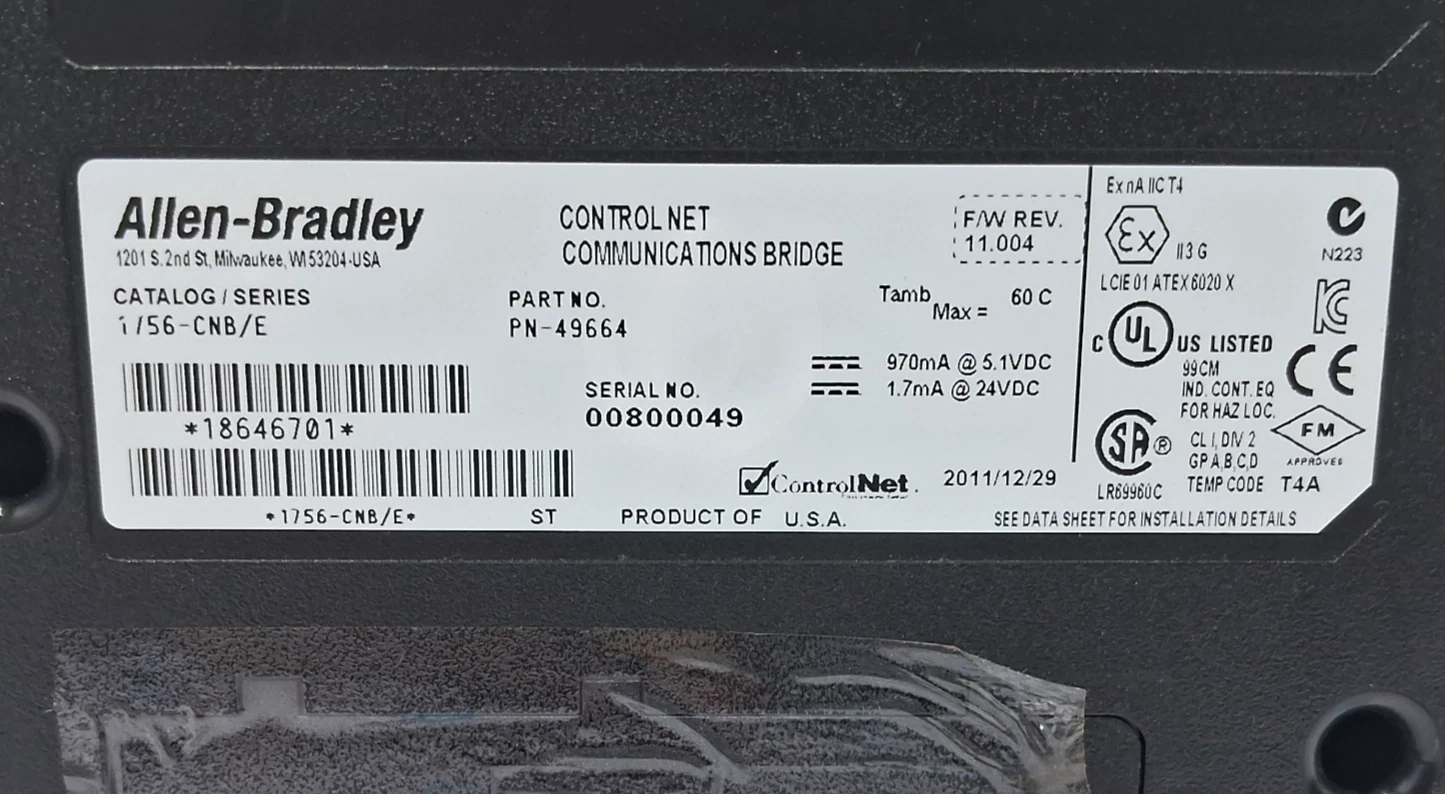 Allen-Bradley
1201 S. 2nd St, Milwaukee, WI 53204-USA
CATALOG / SERIES
1756-CNB/E
*18646701*
*1756-CNB/E*
CONTROL NET
COMMUNICATIONS BRIDGE
PART NO.
PN-49664
SERIAL NO.
00800049
F/W REV.
11.004
Tamb Max = 60 C
970mA @ 5.1VDC
1.7mA @ 24VDC
ControlNet.
2011/12/29
ST PRODUCT OF U.S.A.
Ex nA IIC T4
Ex II 3 G
LCIE 01 ATEX 6020 X
N223
KC
C UL US LISTED
99CM
IND. CONT. EQ
FOR HAZ LOC.
CE
SA ®
CL I, DIV 2
GP A,B,C,D
LR69960C TEMP CODE T4A
FM
APPROVED
SEE DATA SHEET FOR INSTALLATION DETAILS